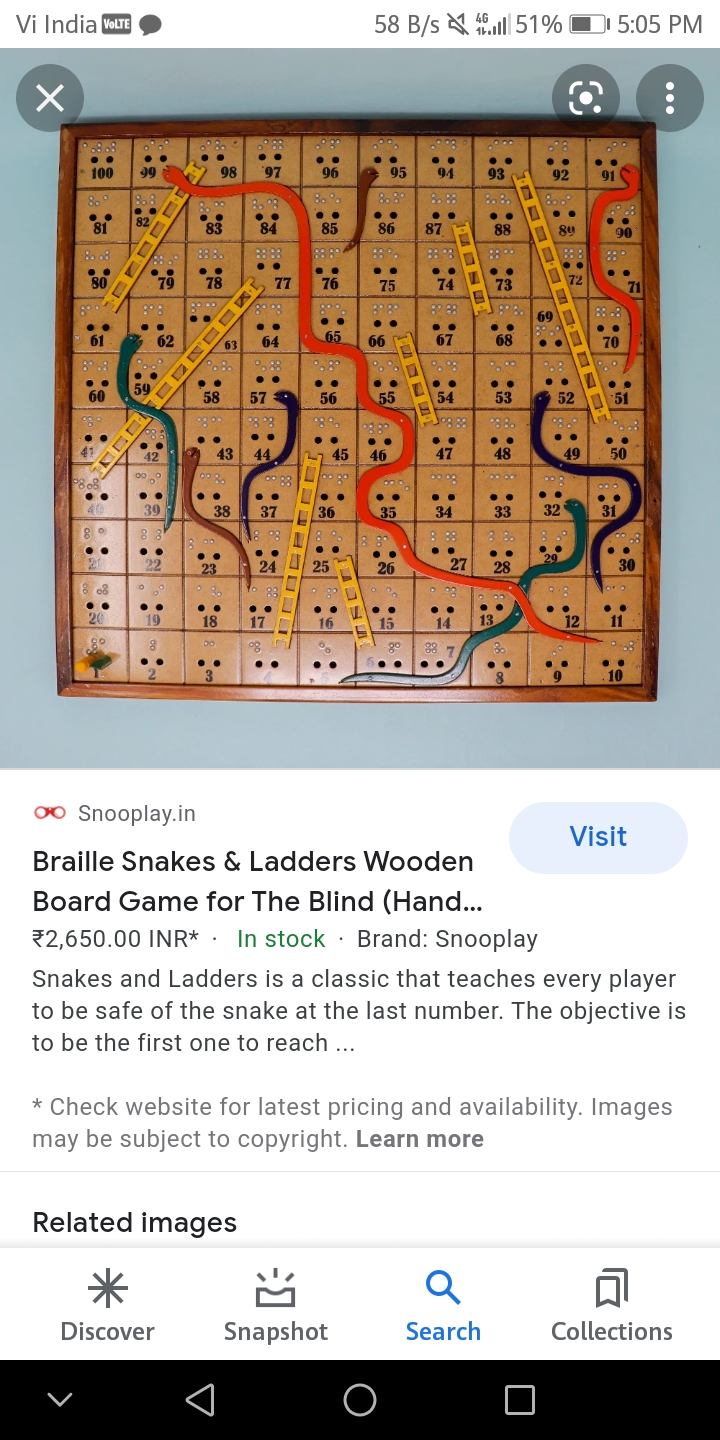 Vi India VoLTE 58 B/s 4G 51% 5:05 PM
100 99 98 97 96 95 94 93 92 91
81 82 83 84 85 86 87 88 89 90
80 79 78 77 76 75 74 73 72 71
61 62 63 64 65 66 67 68 69 70
60 59 58 57 56 55 54 53 52 51
41 42 43 44 45 46 47 48 49 50
40 39 38 37 36 35 34 33 32 31
22 23 24 25 26 27 28 29 30
20 19 18 17 16 15 14 13 12 11
1 2 3 4 5 6 7 8 9 10
Snooplay.in
Visit
Braille Snakes & Ladders Wooden
Board Game for The Blind (Hand...
₹2,650.00 INR* · In stock · Brand: Snooplay
Snakes and Ladders is a classic that teaches every player
to be safe of the snake at the last number. The objective is
to be the first one to reach ...
* Check website for latest pricing and availability. Images
may be subject to copyright. Learn more
Related images
Discover Snapshot Search Collections